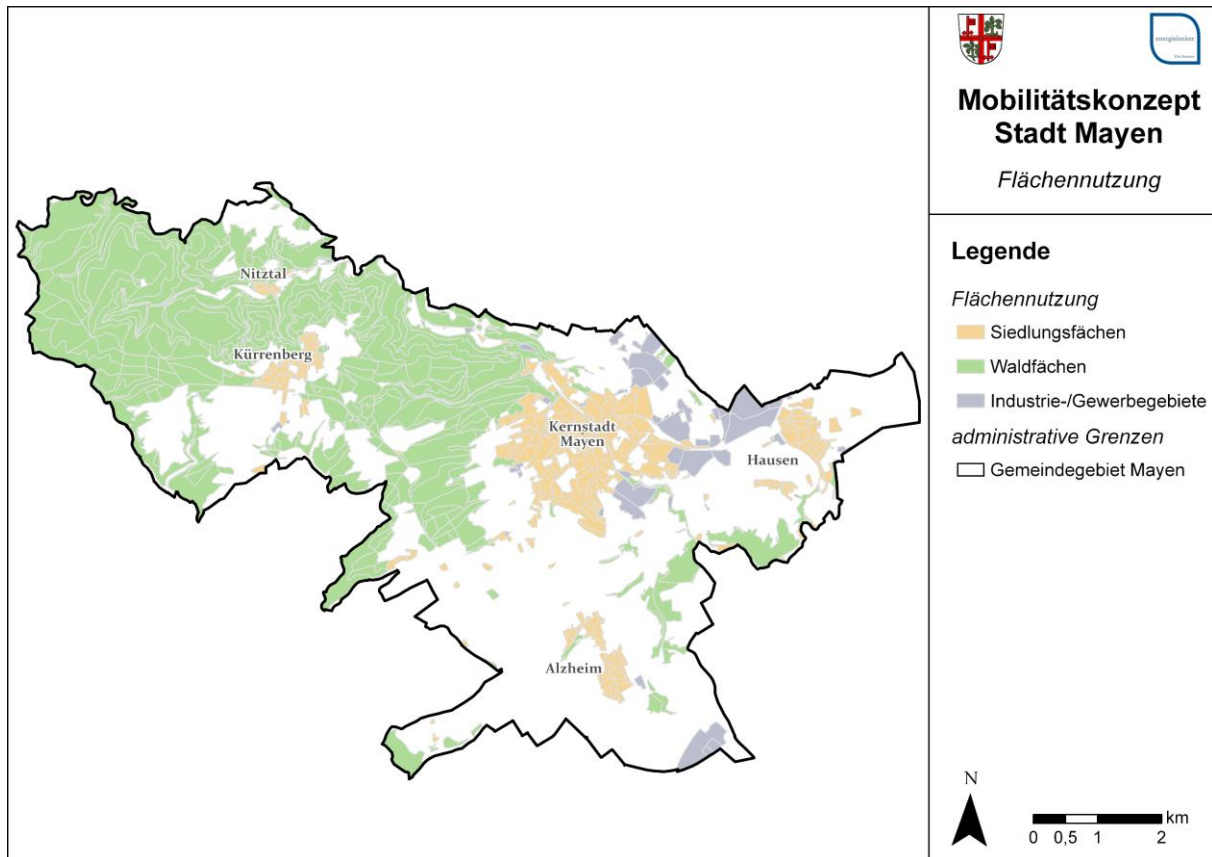 energielenker
Mobilitätskonzept
Stadt Mayen
Flächennutzung
Legende
Flächennutzung
Siedlungsfächen
Waldfächen
Industrie-/Gewerbegebiete
administrative Grenzen
Gemeindegebiet Mayen
Nitztal
Kürrenberg
Kernstadt
Mayen
Hausen
Alzheim
N
km
0 0,5 1 2